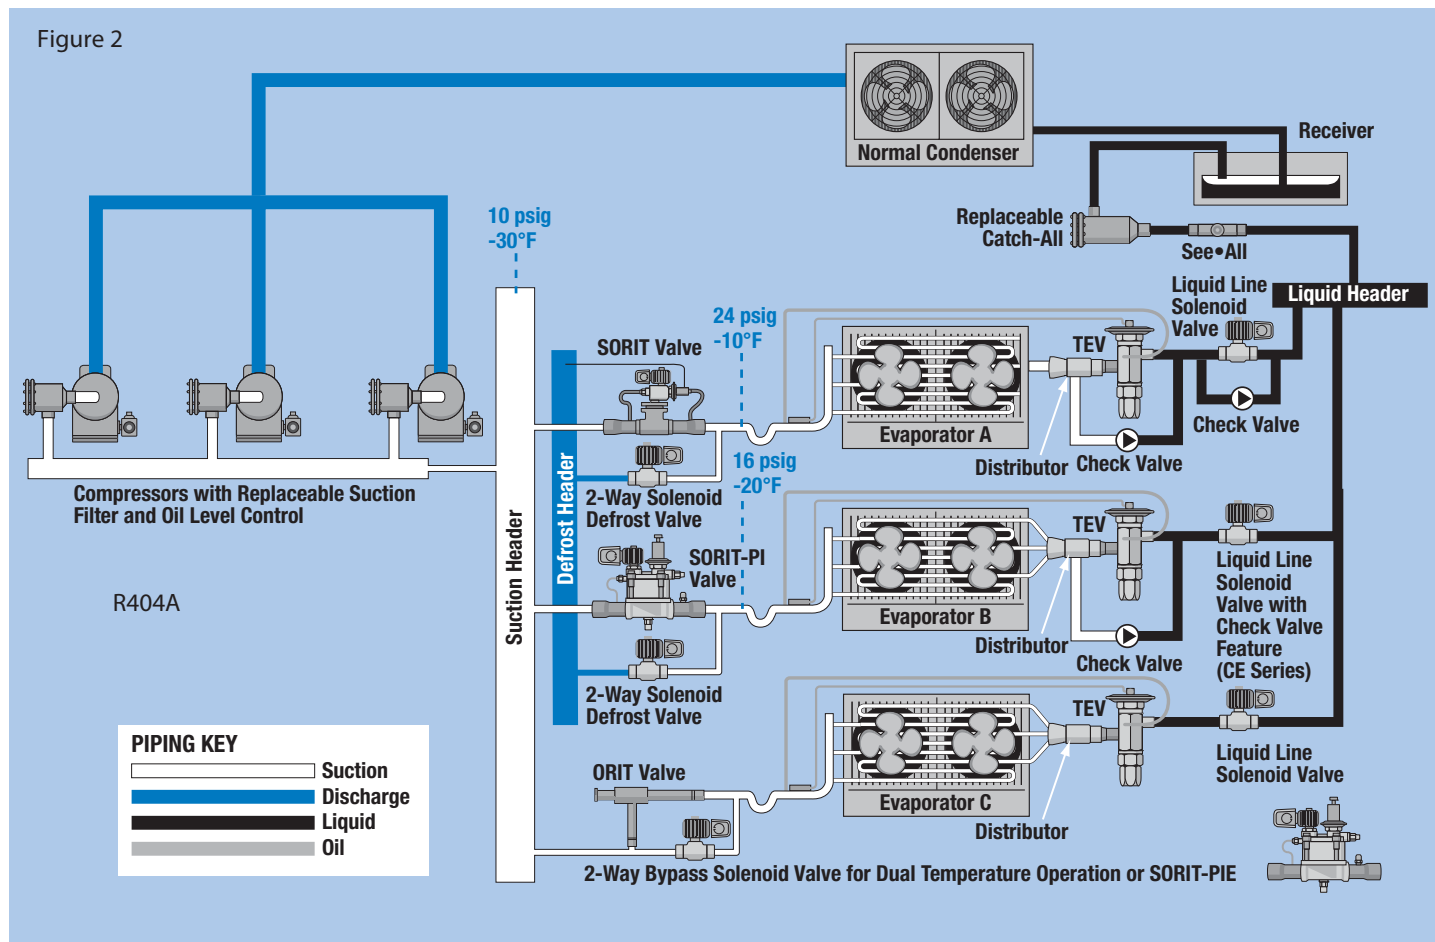 Figure 2
Normal Condenser
Receiver
Replaceable
Catch-All
See•All
10 psig
-30°F
Liquid Line
Solenoid
Valve
Liquid Header
24 psig
-10°F
SORIT Valve
TEV
Evaporator A
Check Valve
Distributor
Check Valve
16 psig
-20°F
Compressors with Replaceable Suction
Filter and Oil Level Control
2-Way Solenoid
Defrost Valve
Defrost Header
Suction Header
SORIT-PI
Valve
TEV
R404A
Evaporator B
Distributor
Check Valve
Liquid Line
Solenoid
Valve with
Check Valve
Feature
(CE Series)
2-Way Solenoid
Defrost Valve
TEV
PIPING KEY
Suction
Discharge
Liquid
Oil
ORIT Valve
Evaporator C
Distributor
Liquid Line
Solenoid Valve
2-Way Bypass Solenoid Valve for Dual Temperature Operation or SORIT-PIE